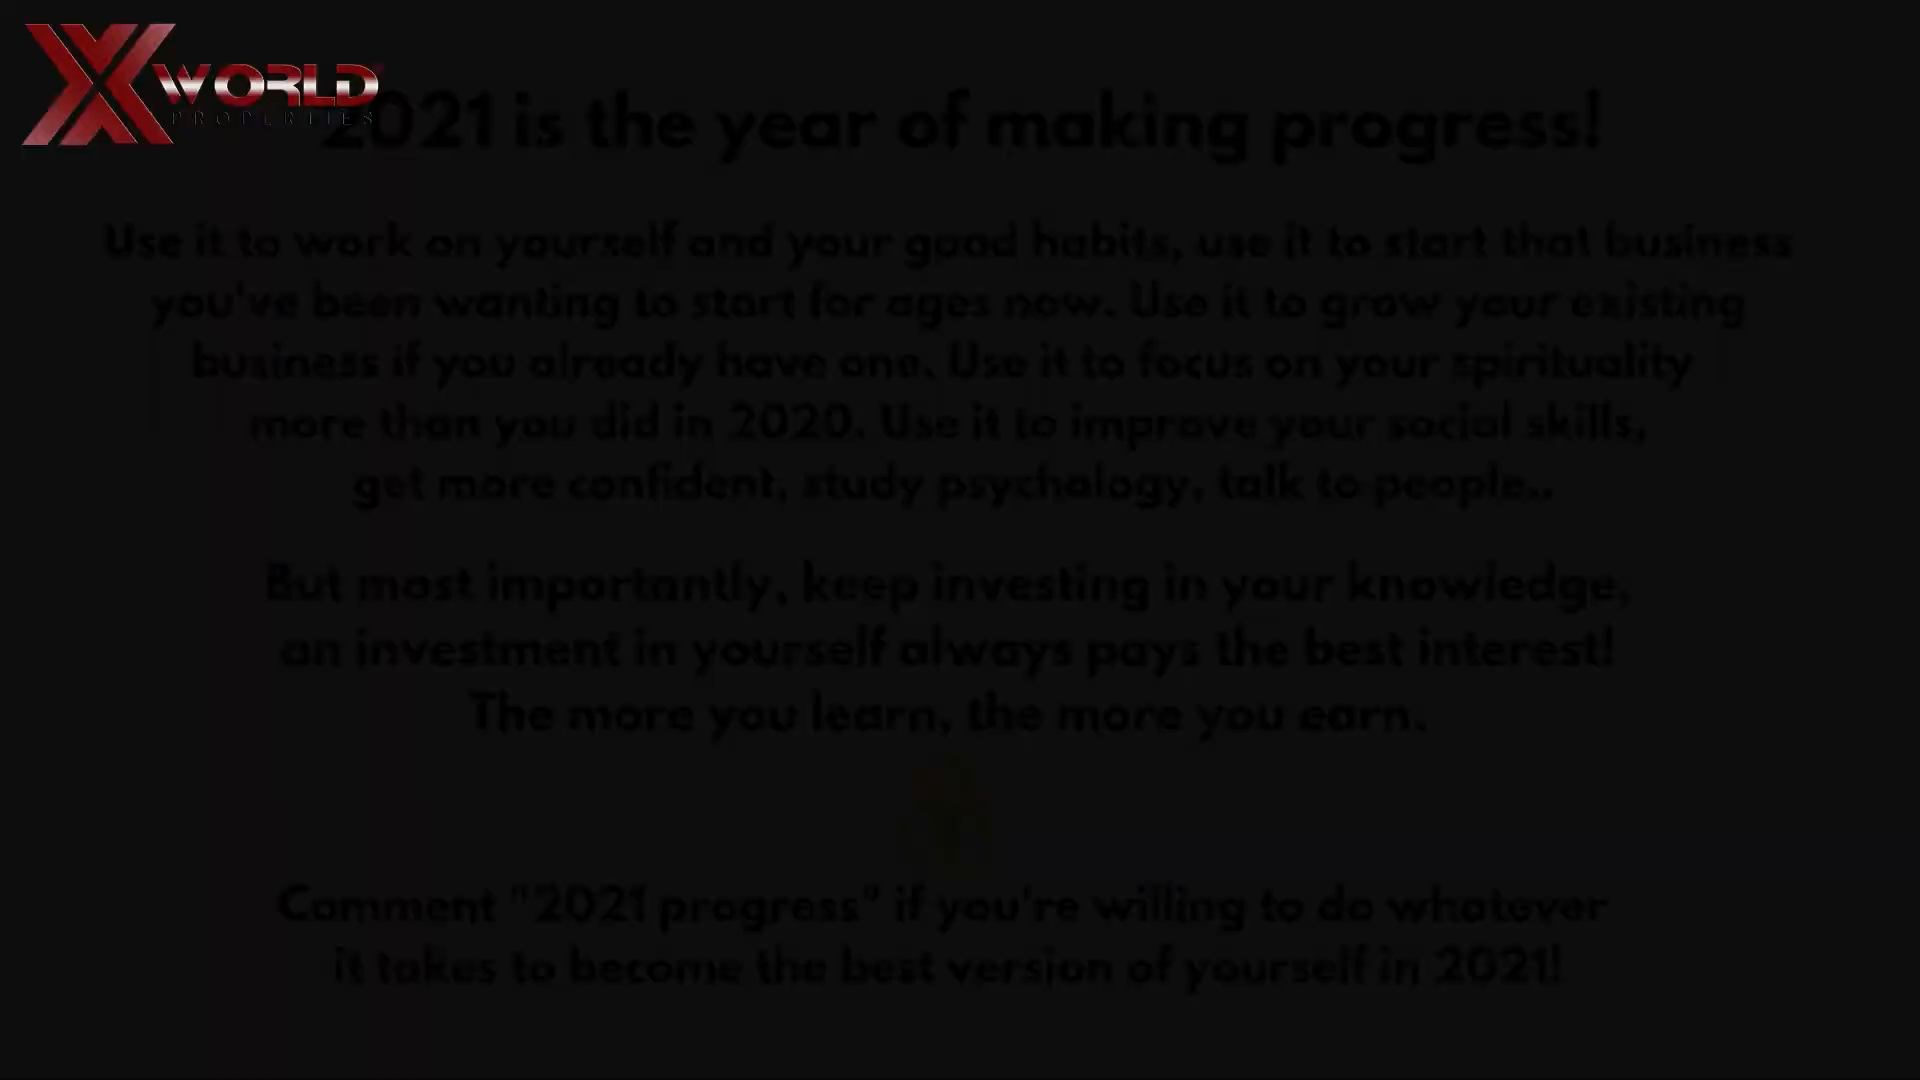 XWORLD
PROPERTIES
2021 is the year of making progress!
Use it to work on yourself and your good habits, use it to start that business
you've been wanting to start for ages now. Use it to grow your existing
business if you already have one. Use it to focus on your spirituality
more than you did in 2020. Use it to improve your social skills,
get more confident, study psychology, talk to people..
But most importantly, keep investing in your knowledge,
an investment in yourself always pays the best interest!
The more you learn, the more you earn.
Comment "2021 progress" if you're willing to do whatever
it takes to become the best version of yourself in 2021!